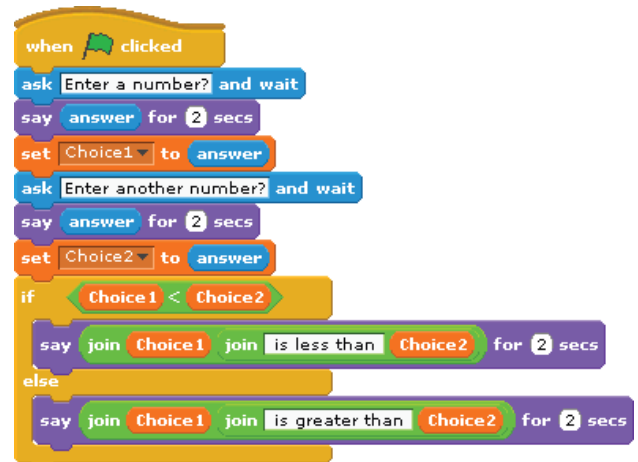 when clicked
ask Enter a number? and wait
say answer for 2 secs
set Choice1 to answer
ask Enter another number? and wait
say answer for 2 secs
set Choice2 to answer
if Choice1 < Choice2
say join Choice1 join is less than Choice2 for 2 secs
else
say join Choice1 join is greater than Choice2 for 2 secs